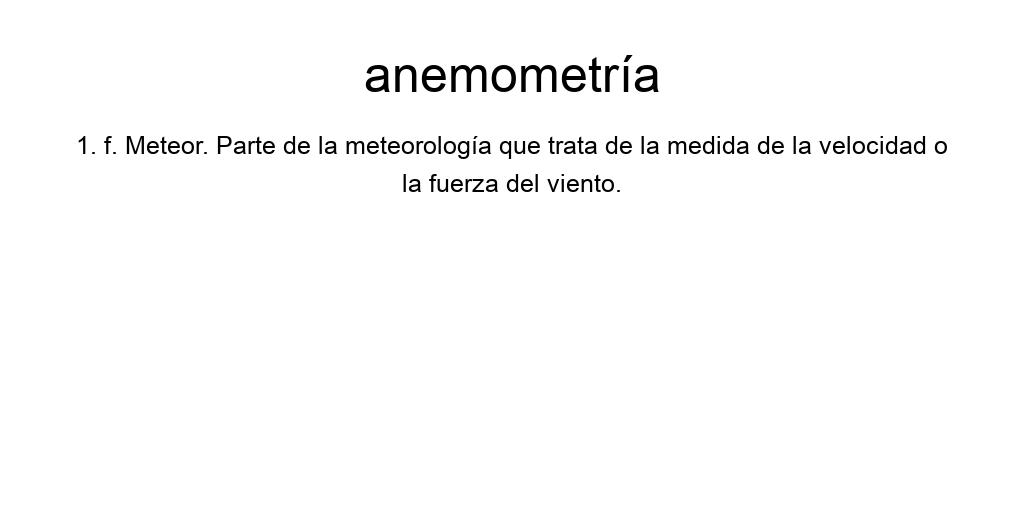 anemometría
1. f. Meteor. Parte de la meteorología que trata de la medida de la velocidad o
la fuerza del viento.